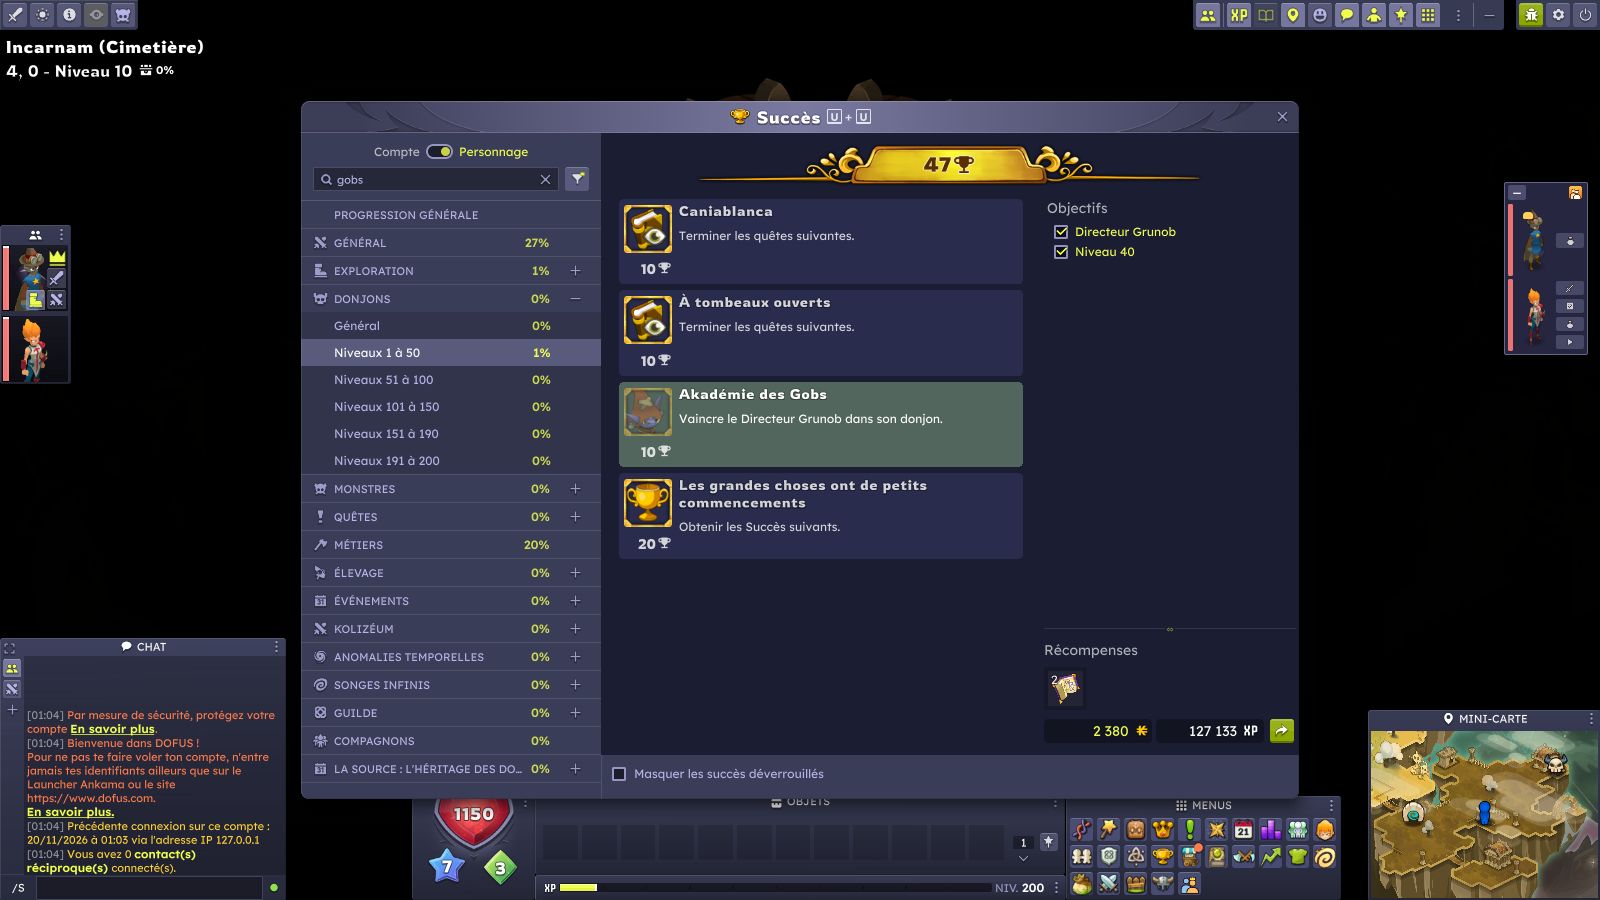 Incarnam (Cimetière)
4, 0 - Niveau 10 0%
XP
Succès U + U
Compte Personnage
gobs
PROGRESSION GÉNÉRALE
GÉNÉRAL 27%
EXPLORATION 1%
DONJONS 0%
Général 0%
Niveaux 1 à 50 1%
Niveaux 51 à 100 0%
Niveaux 101 à 150 0%
Niveaux 151 à 190 0%
Niveaux 191 à 200 0%
MONSTRES 0%
QUÊTES 0%
MÉTIERS 20%
ÉLEVAGE 0%
ÉVÉNEMENTS 0%
KOLIZÉUM 0%
ANOMALIES TEMPORELLES 0%
SONGES INFINIS 0%
GUILDE 0%
COMPAGNONS 0%
LA SOURCE : L'HÉRITAGE DES DO... 0%
47
Caniablanca
Terminer les quêtes suivantes.
10
À tombeaux ouverts
Terminer les quêtes suivantes.
10
Akadémie des Gobs
Vaincre le Directeur Grunob dans son donjon.
10
Les grandes choses ont de petits
commencements
Obtenir les Succès suivants.
20
Objectifs
Directeur Grunob
Niveau 40
Récompenses
2
2 380
127 133 XP
Masquer les succès déverrouillés
CHAT
[01:04] Par mesure de sécurité, protégez votre
compte En savoir plus.
[01:04] Bienvenue dans DOFUS !
Pour ne pas te faire voler ton compte, n'entre
jamais tes identifiants ailleurs que sur le
Launcher Ankama ou le site
https://www.dofus.com.
En savoir plus.
[01:04] Précédente connexion sur ce compte :
20/11/2026 à 01:03 via l'adresse IP 127.0.0.1
[01:04] Vous avez 0 contact(s)
réciproque(s) connecté(s).
/S
1150
7
3
OBJETS
1
XP
NIV. 200
MENUS
21
MINI-CARTE